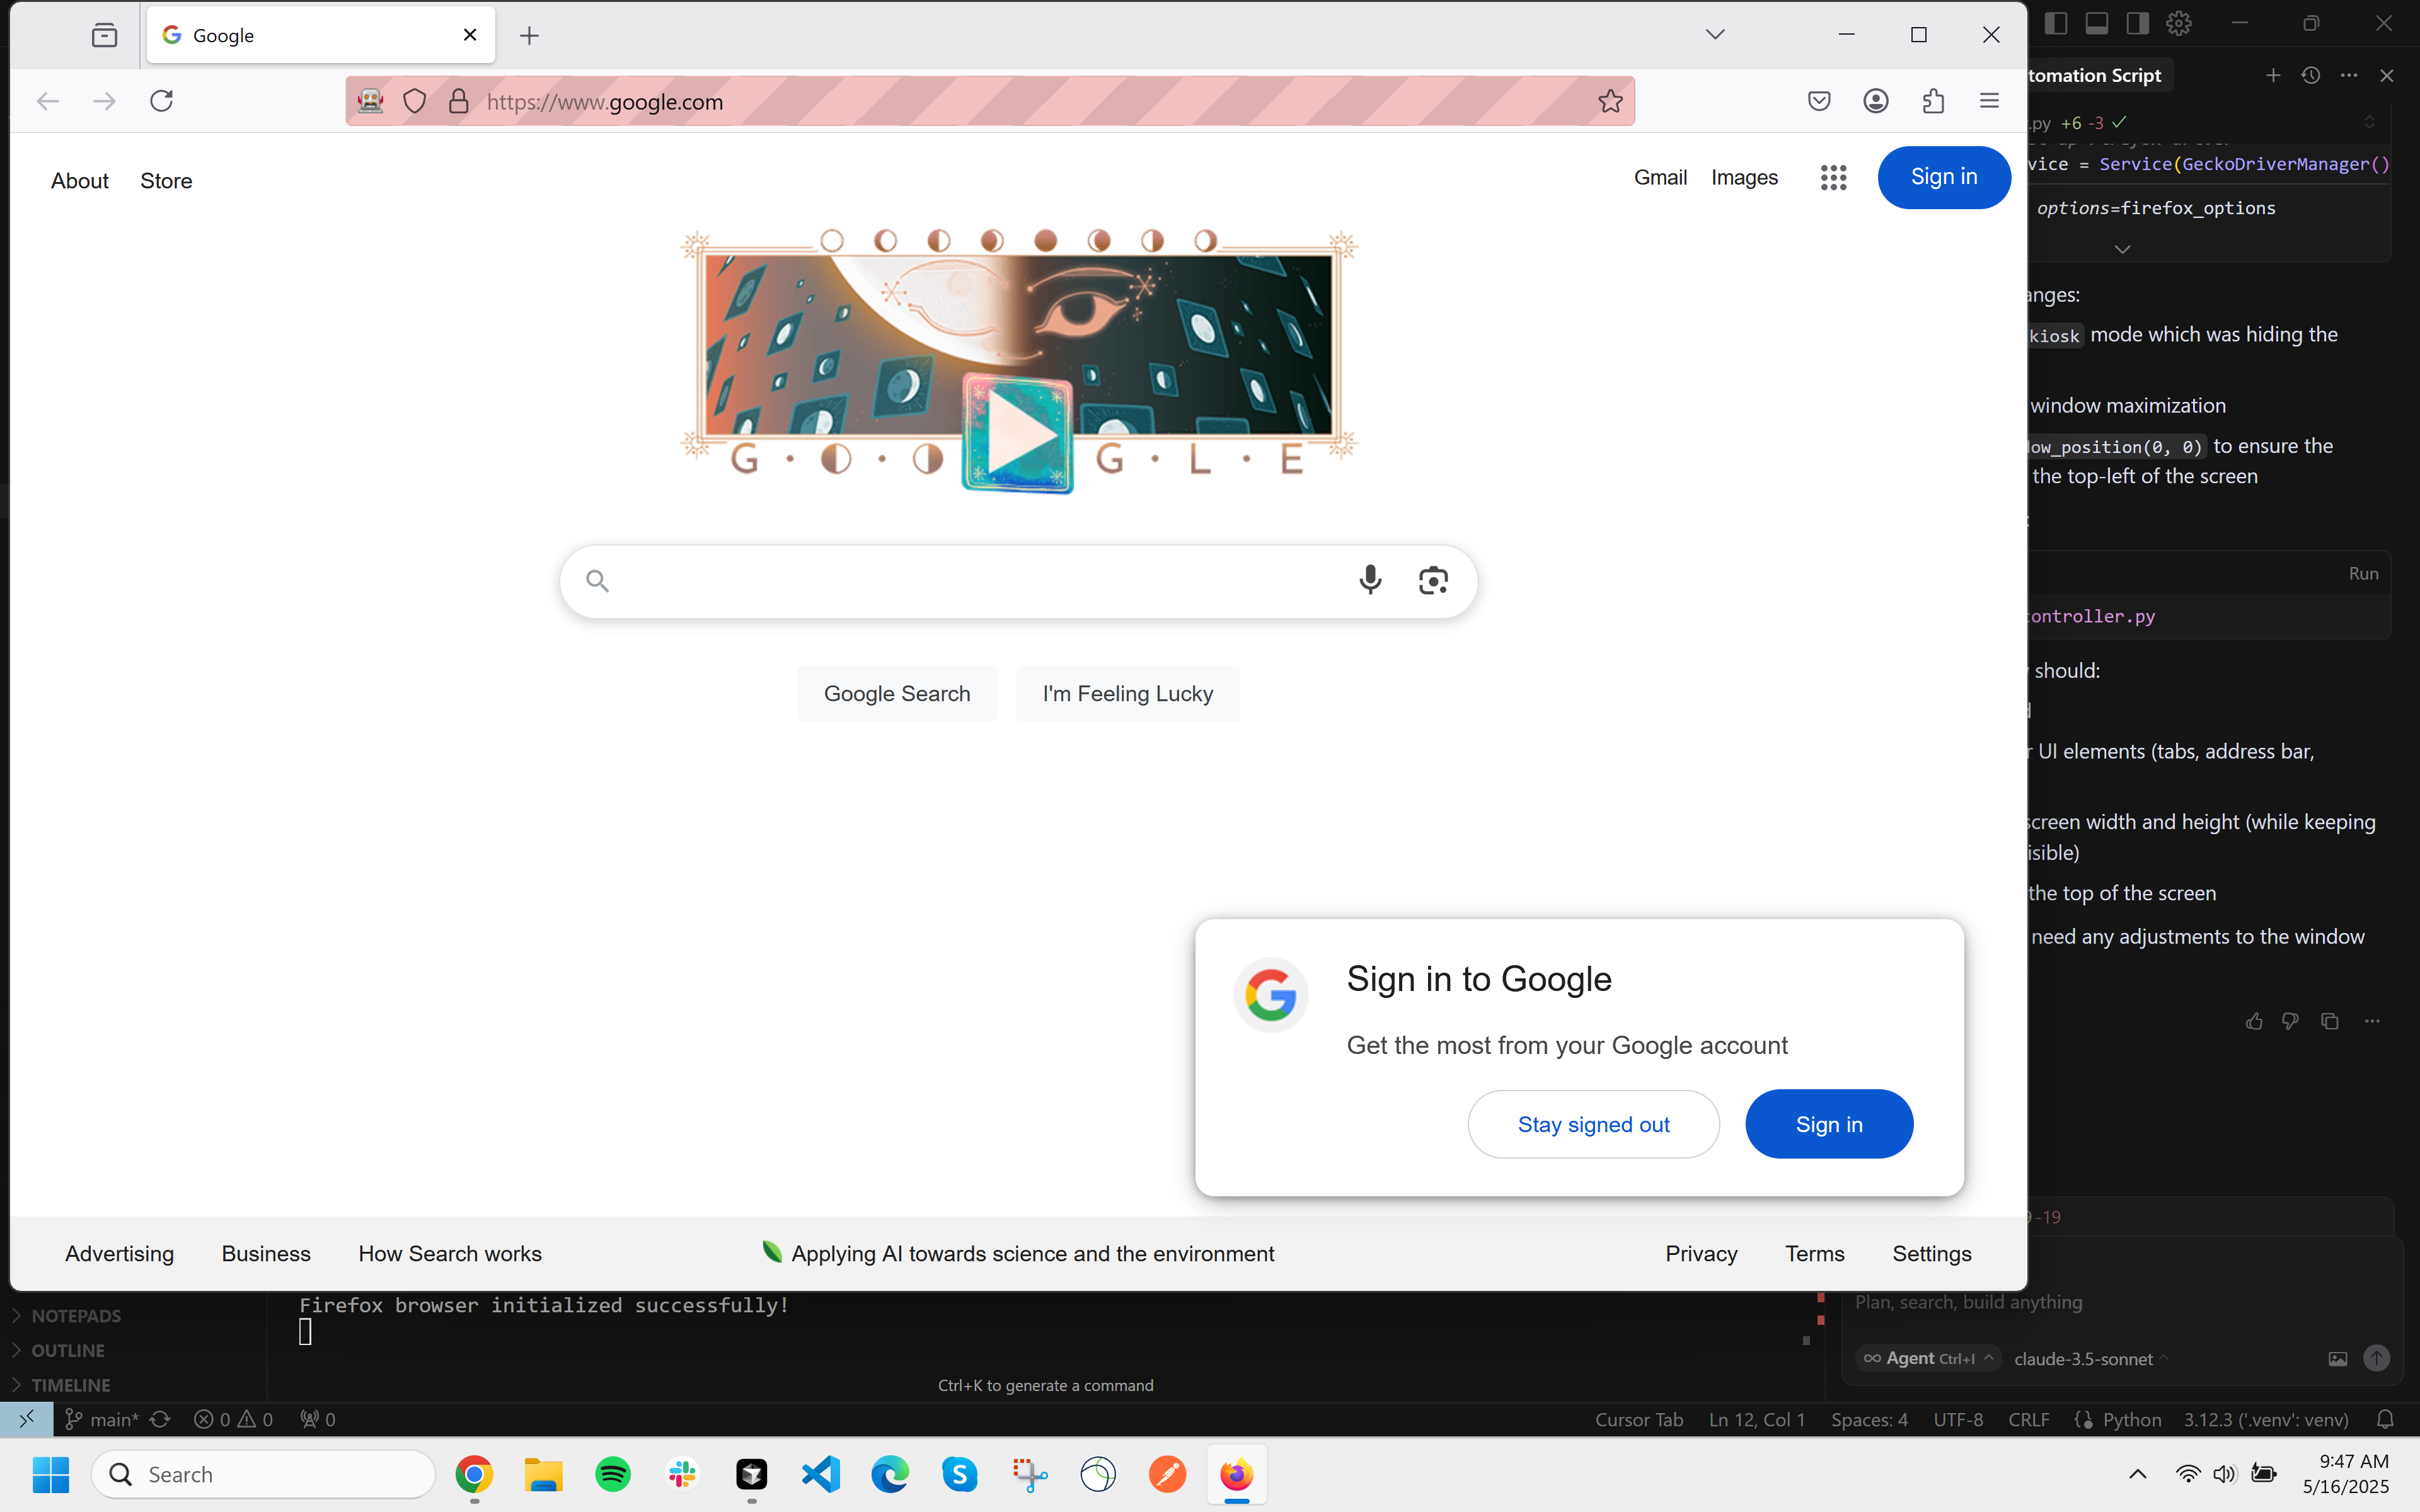 Google
tomation Script
https://www.google.com
.py +6 -3
About Store
Gmail Images Sign in
vice = Service(GeckoDriverManager()
options=firefox_options
anges:
kiosk mode which was hiding the
window maximization
G L E
ow_position(0, 0) to ensure the
the top-left of the screen
Run
ontroller.py
should:
Google Search I'm Feeling Lucky
r UI elements (tabs, address bar,
screen width and height (while keeping
isible)
the top of the screen
need any adjustments to the window
Sign in to Google
Get the most from your Google account
Stay signed out Sign in
-19
Advertising Business How Search works Applying AI towards science and the environment Privacy Terms Settings
Firefox browser initialized successfully!
NOTEPADS
OUTLINE
TIMELINE
Plan, search, build anything
Agent Ctrl+I claude-3.5-sonnet
Ctrl+K to generate a command
main* 0 0 0 Cursor Tab Ln 12, Col 1 Spaces: 4 UTF-8 CRLF Python 3.12.3 ('.venv': venv)
Search
9:47 AM
5/16/2025